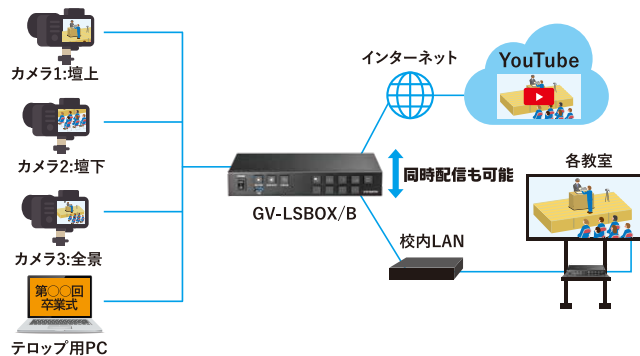 カメラ1:壇上
カメラ2:壇下
カメラ3:全景
第○○回
卒業式
テロップ用PC
GV-LSBOX/B
インターネット
YouTube
同時配信も可能
校内LAN
各教室